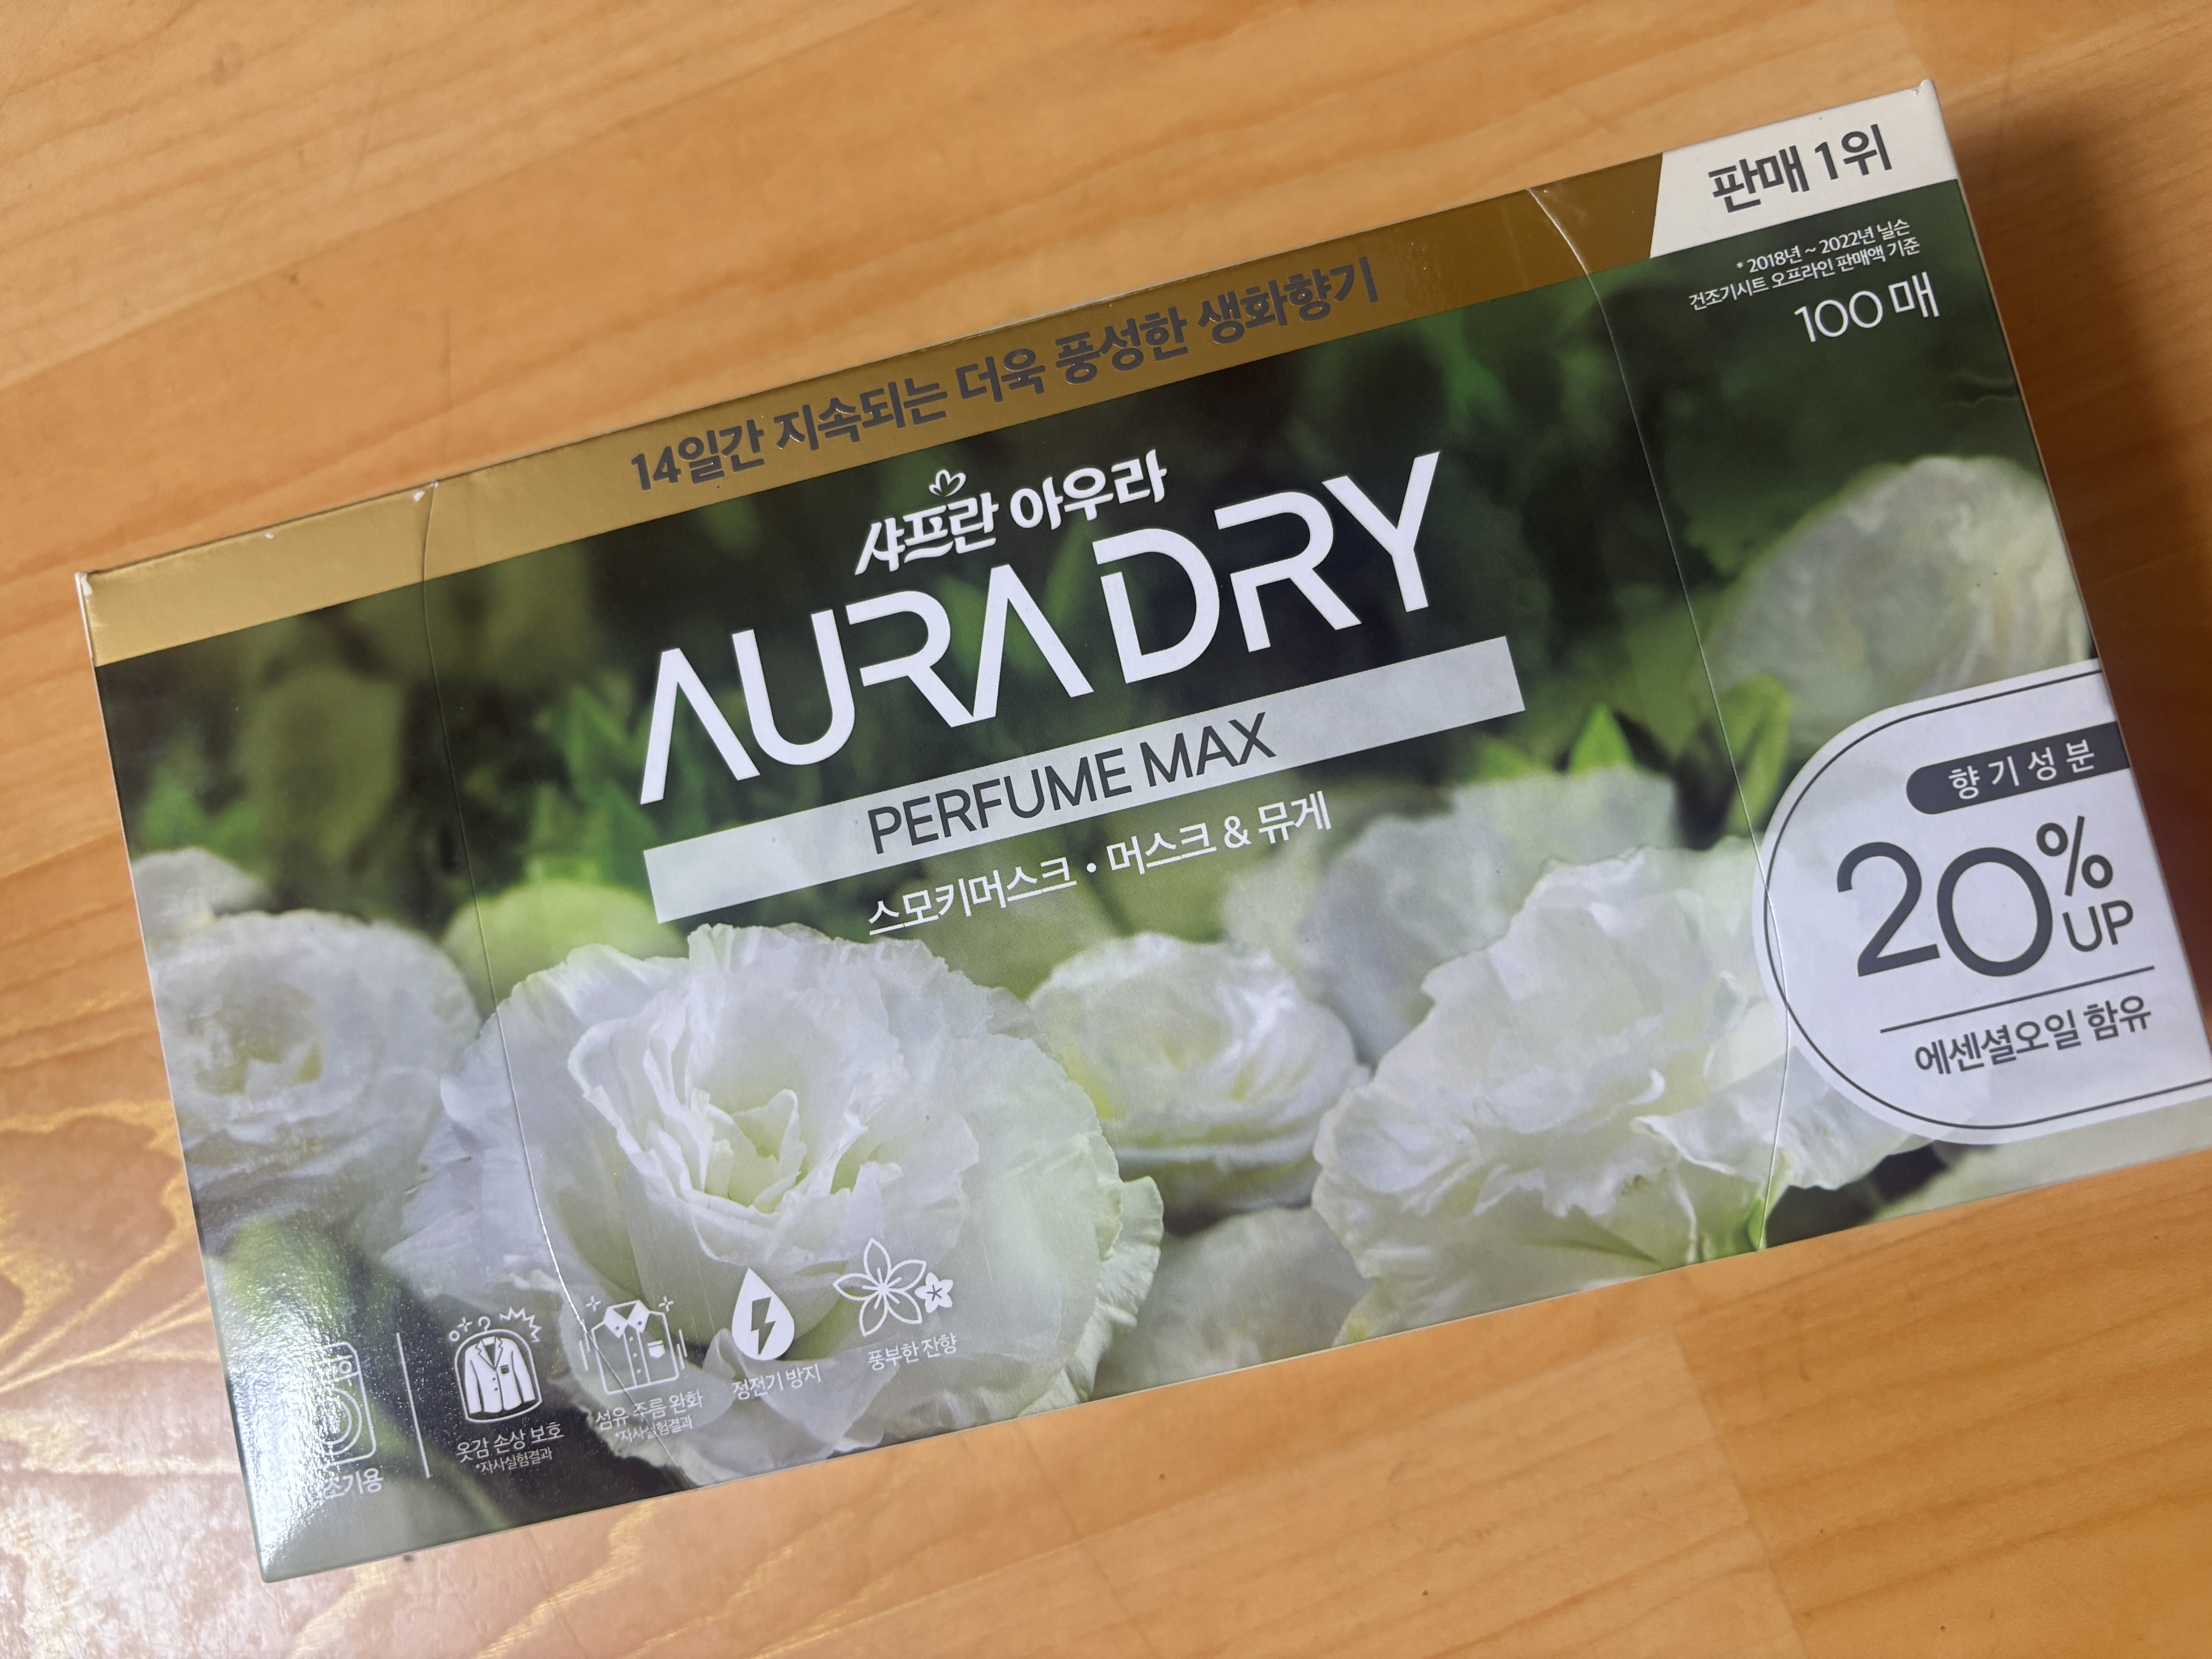 판매 1위
* 2018년 ~ 2022년 닐슨
건조기시트 오프라인 판매액 기준
100매
14일간 지속되는 더욱 풍성한 생화향기
샤프란 아우라
AURA DRY
PERFUME MAX
스모키머스크 • 머스크 & 뮤게
향기성분
20% UP
에센셜오일 함유
옷감 손상 보호
*자사실험결과
섬유 주름 완화
*자사실험결과
정전기 방지
풍부한 잔향